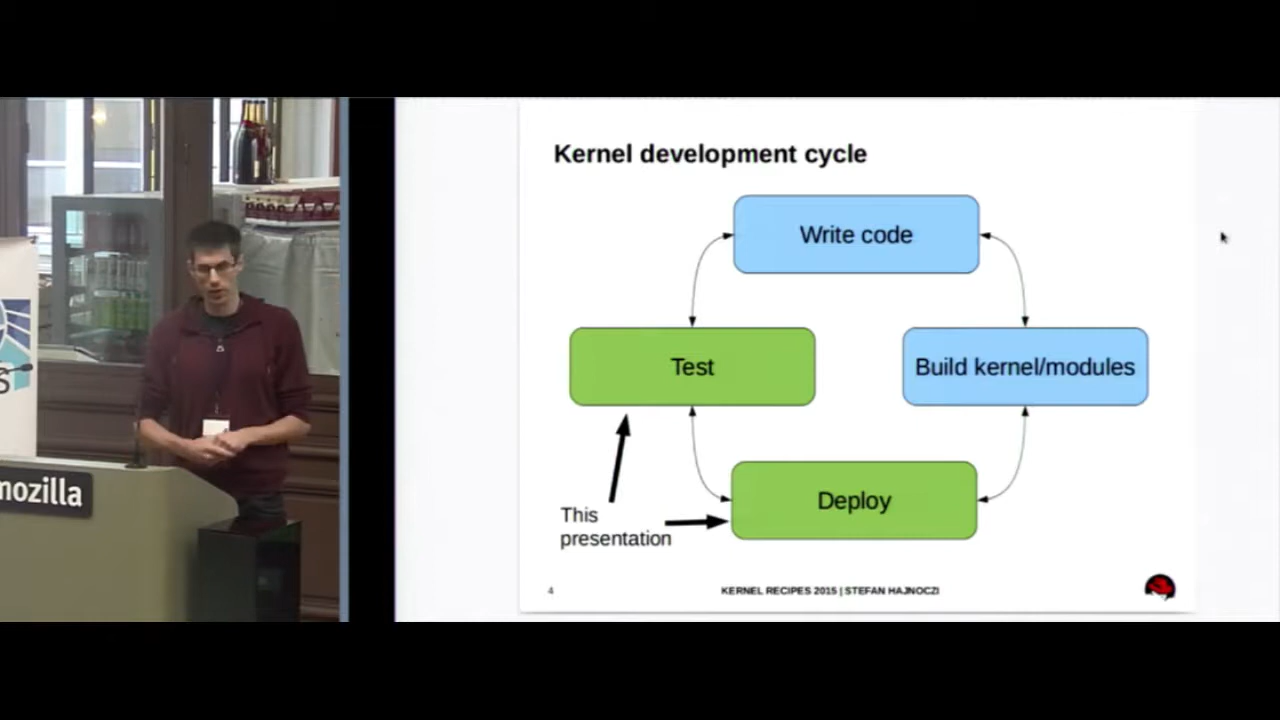 Kernel development cycle
Write code
Test
Build kernel/modules
Deploy
This
presentation
4
KERNEL RECIPES 2015 | STEFAN HAJNOCZI
mozilla